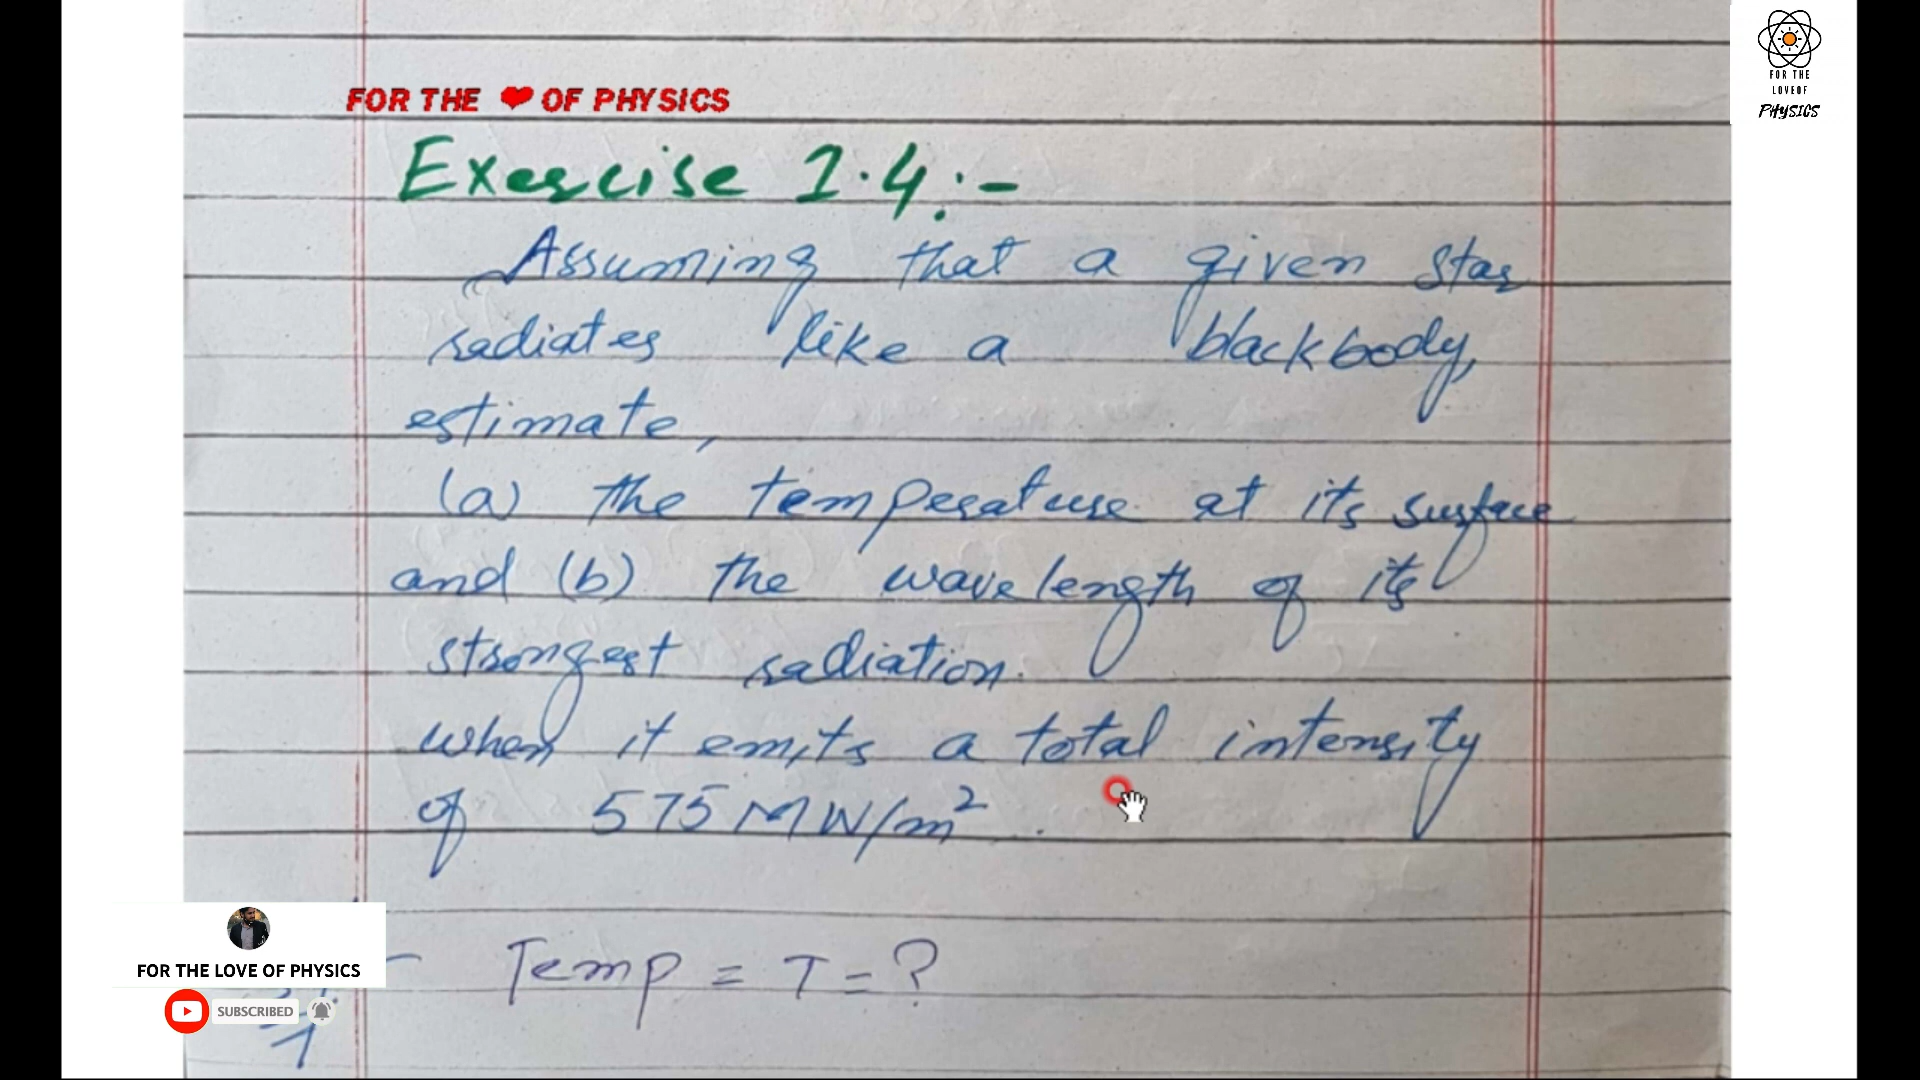 FOR THE
LOVE OF
PHYSICS
FOR THE ❤ OF PHYSICS
Exercise 1.4:-
Assuming that a given star
radiates like a blackbody,
estimate,
(a) the temperature at its surface
and (b) the wavelength of its
strongest radiation.
when it emits a total intensity
of 575 MW/m²
Temp = T = ?
FOR THE LOVE OF PHYSICS
SUBSCRIBED